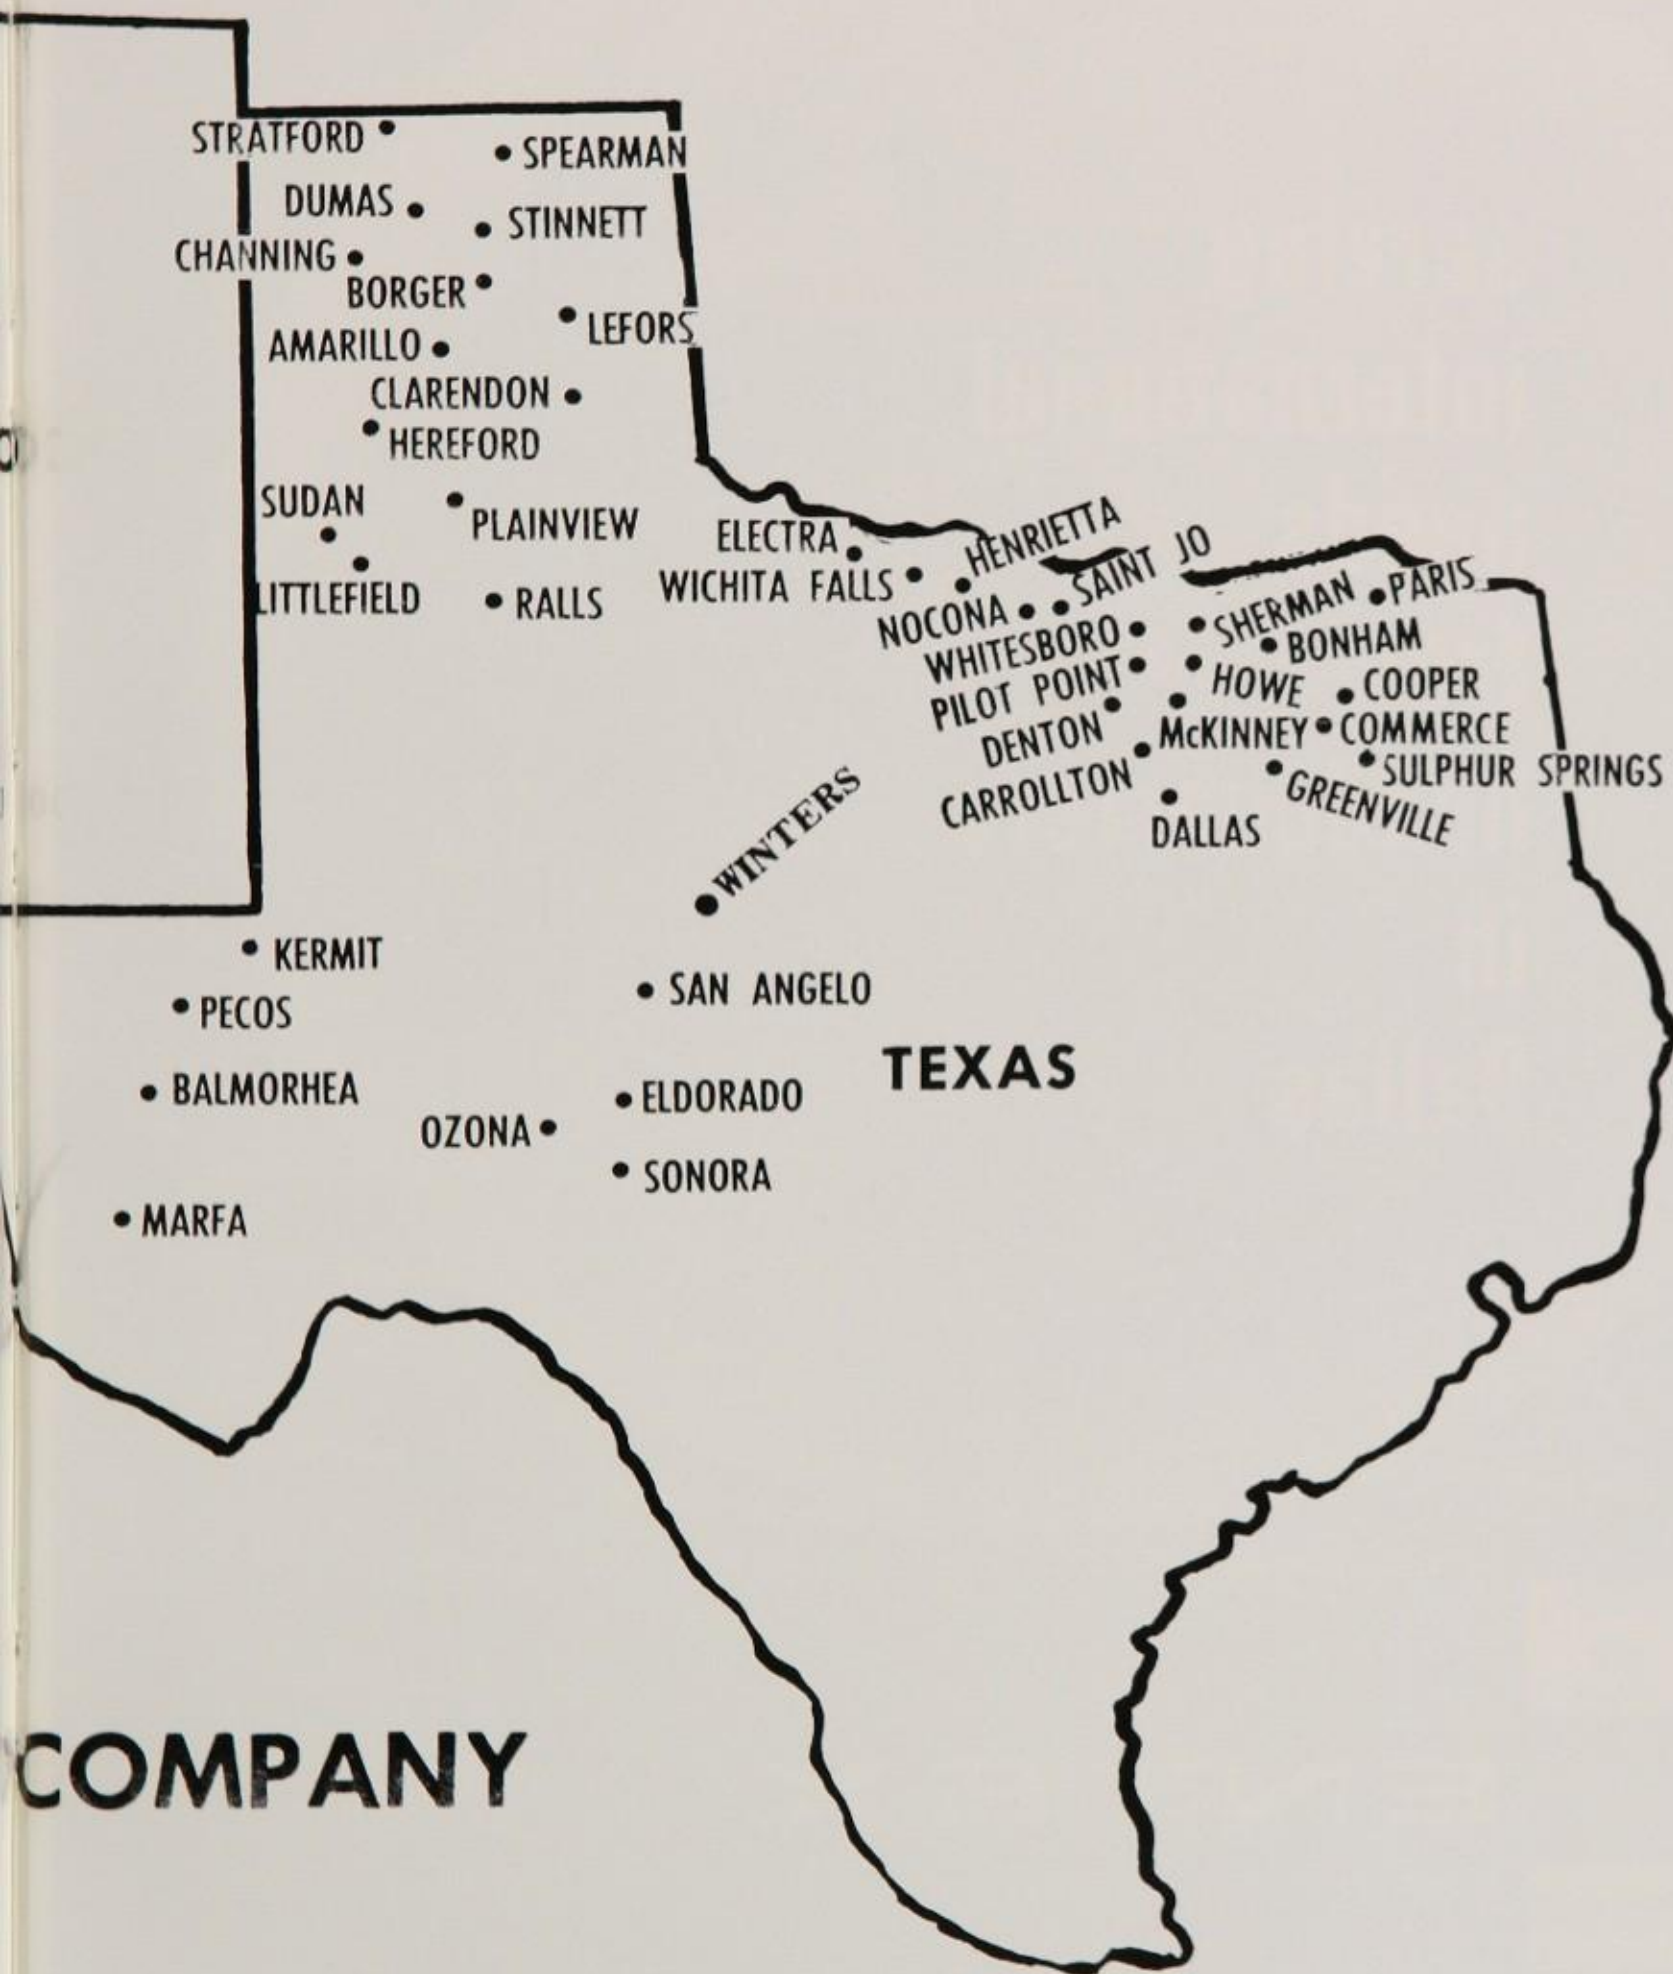 STRATFORD
SPEARMAN
DUMAS
STINNETT
CHANNING
BORGER
LEFORS
AMARILLO
CLARENDON
HEREFORD
SUDAN
PLAINVIEW
LITTLEFIELD
RALLS
ELECTRA
WICHITA FALLS
HENRIETTA
SAINT JO
NOCONA
WHITESBORO
SHERMAN
PARIS
BONHAM
PILOT POINT
HOWE
COOPER
DENTON
McKINNEY
COMMERCE
CARROLLTON
SULPHUR SPRINGS
GREENVILLE
DALLAS
WINTERS
KERMIT
SAN ANGELO
PECOS
TEXAS
BALMORHEA
ELDORADO
OZONA
SONORA
MARFA
COMPANY